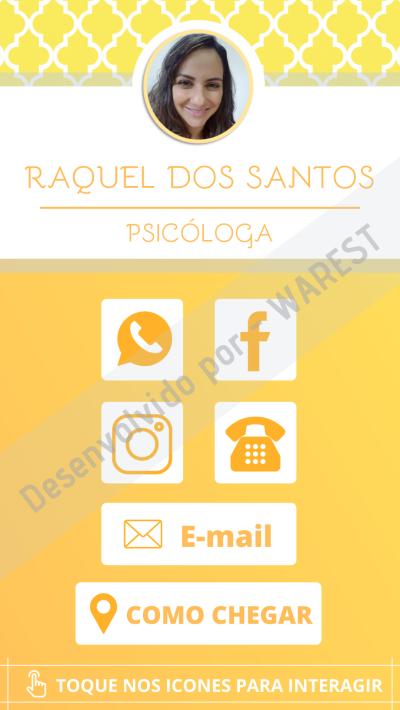 RAQUEL DOS SANTOS
PSICÓLOGA
Desenvolvido por - WAREST
E-mail
COMO CHEGAR
TOQUE NOS ICONES PARA INTERAGIR